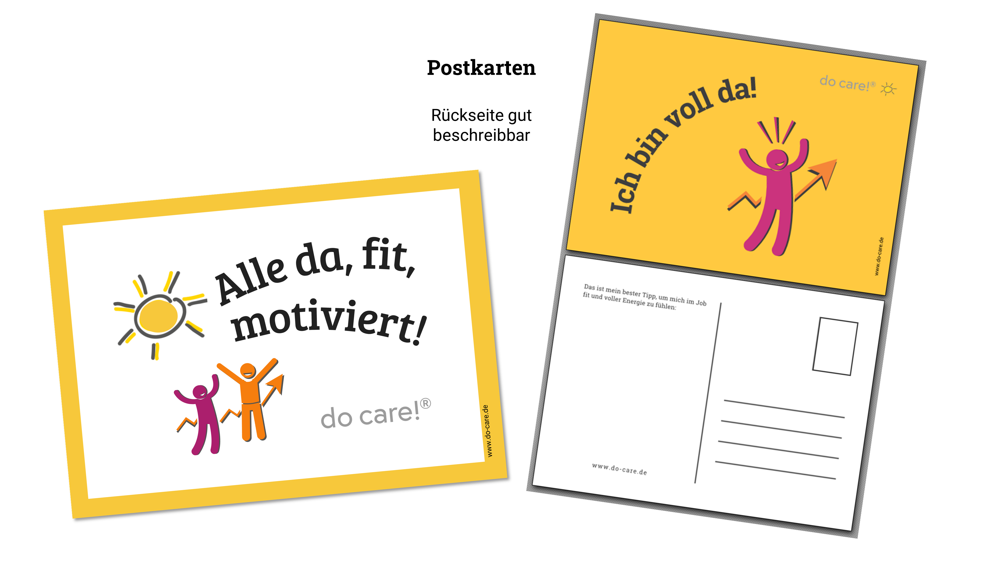 Postkarten
Rückseite gut
beschreibbar
Alle da, fit,
motiviert!
do care!®
www.do-care.de
Ich bin voll da!
do care!®
www.do-care.de
Das ist mein bester Tipp, um mich im Job
fit und voller Energie zu fühlen:
www.do-care.de